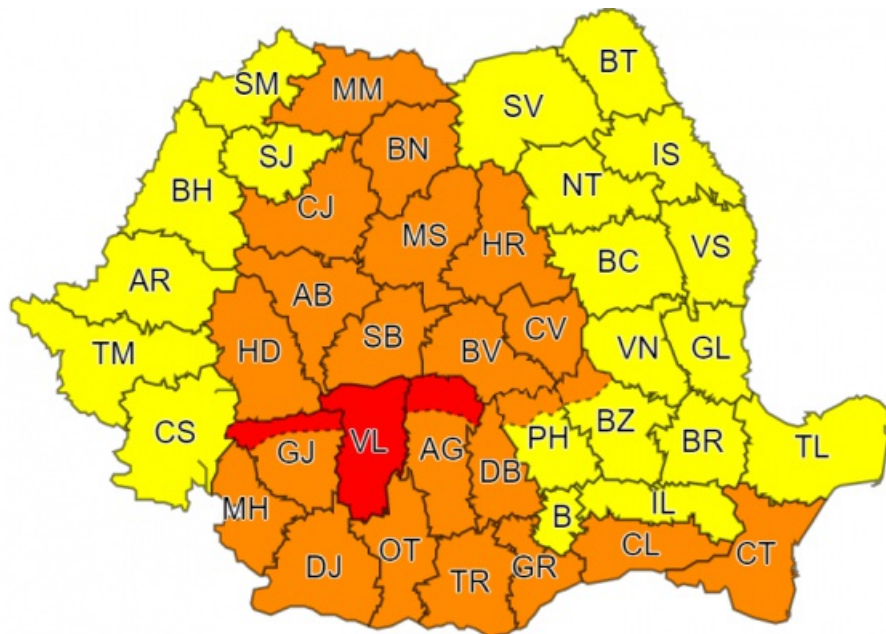 BT
SM
MM
SV
BN
SJ
IS
NT
BH
CJ
MS
HR
VS
BC
AR
AB
CV
SB
TM
HD
BV
VN
GL
CS
VL
GJ
AG
PH
BZ
BR
TL
DB
MH
B
IL
OT
CL
CT
DJ
TR
GR